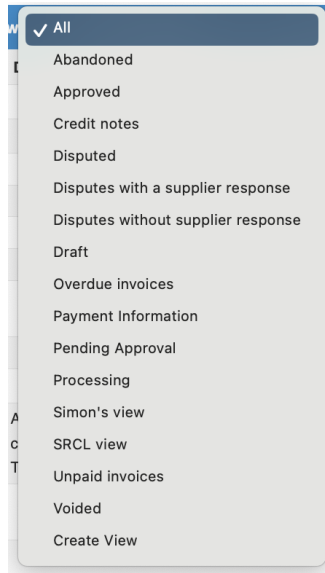 All
Abandoned
Approved
Credit notes
Disputed
Disputes with a supplier response
Disputes without supplier response
Draft
Overdue invoices
Payment Information
Pending Approval
Processing
Simon's view
SRCL view
Unpaid invoices
Voided
Create View